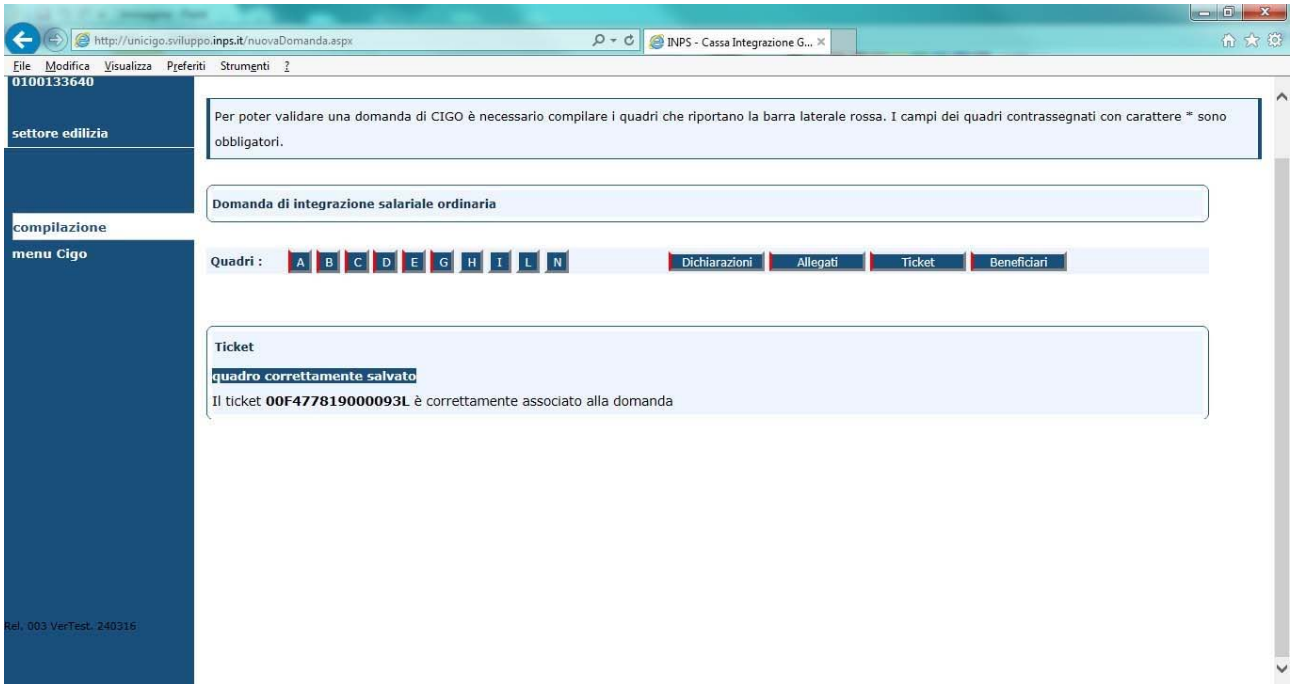 http://unicigo.sviluppo.inps.it/nuovaDomanda.aspx
INPS - Cassa Integrazione G...
File Modifica Visualizza Preferiti Strumenti ?
0100133640
settore edilizia
compilazione
menu Cigo
Per poter validare una domanda di CIGO è necessario compilare i quadri che riportano la barra laterale rossa. I campi dei quadri contrassegnati con carattere * sono
obbligatori.
Domanda di integrazione salariale ordinaria
Quadri : A B C D E G H I L N Dichiarazioni Allegati Ticket Beneficiari
Ticket
quadro correttamente salvato
Il ticket 00F477819000093L è correttamente associato alla domanda
Rel. 003 VerTest. 240316